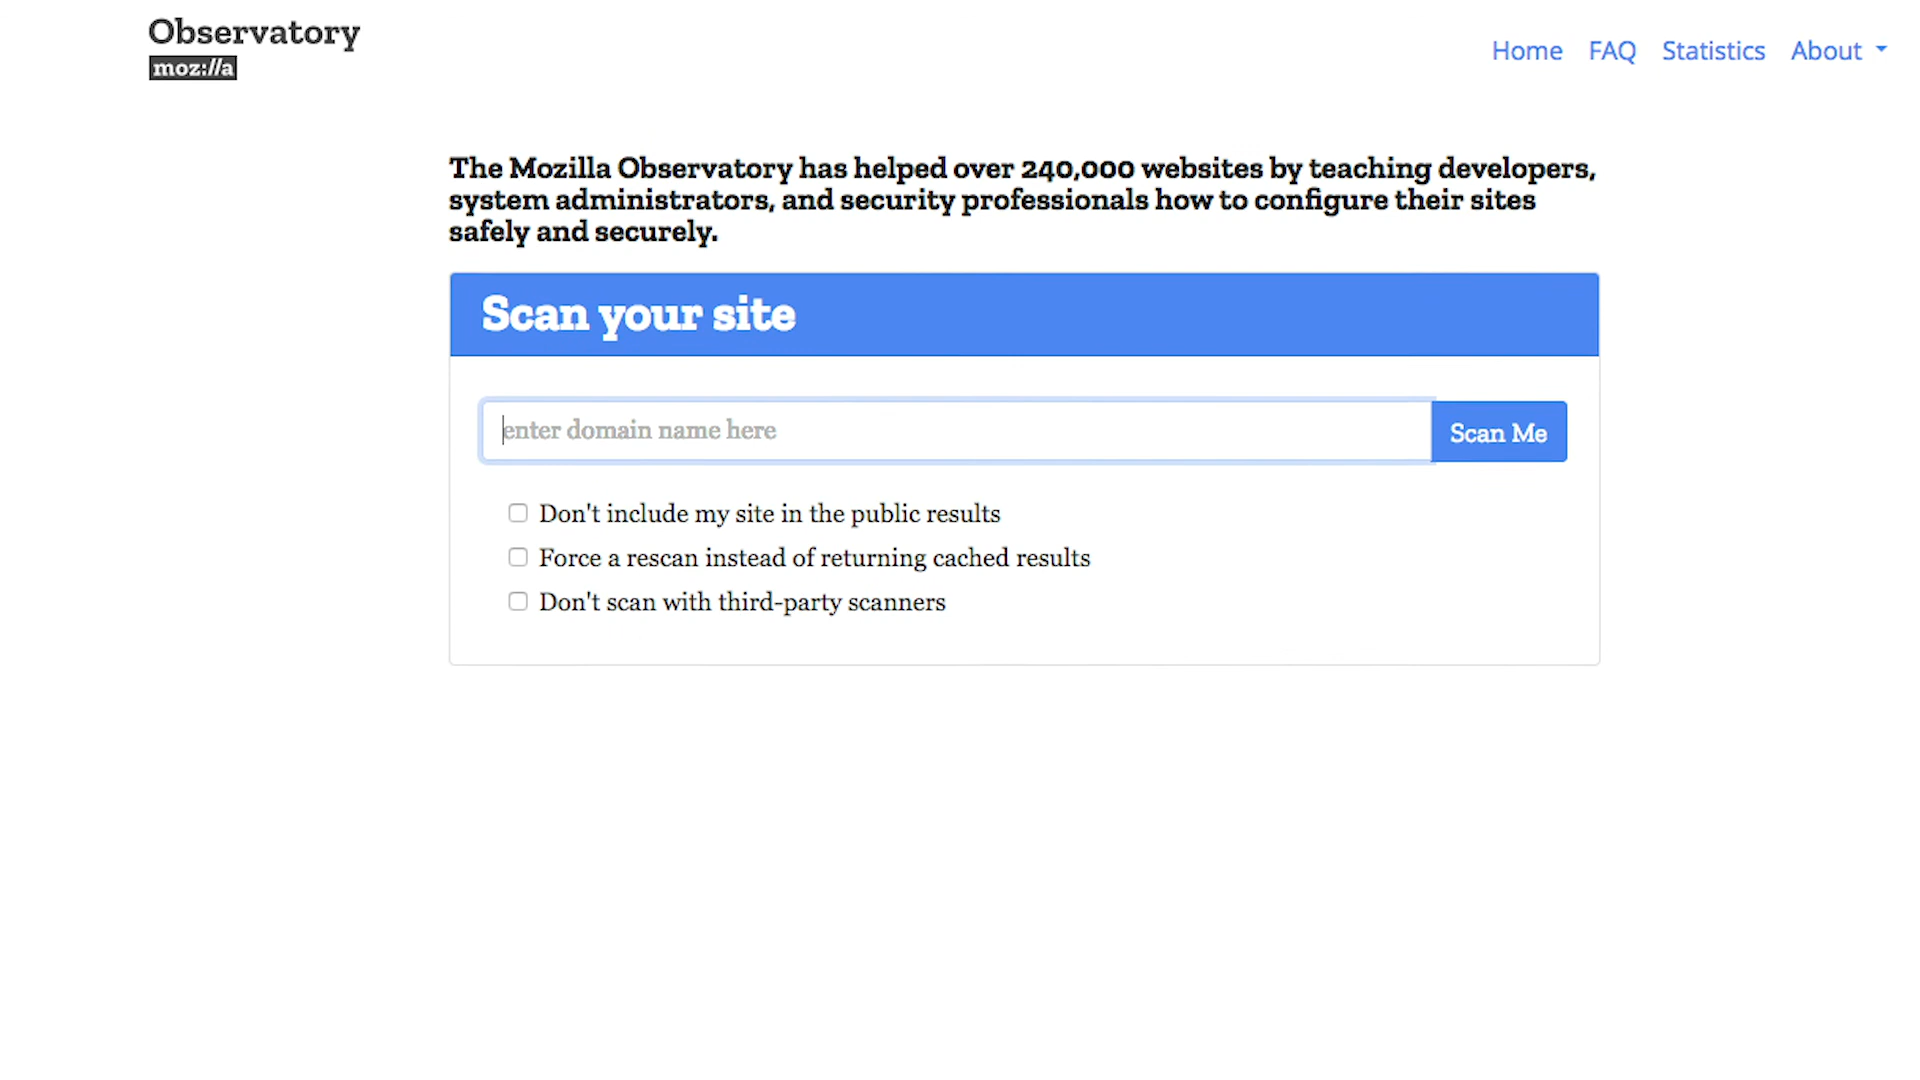 Observatory
moz://a
Home FAQ Statistics About
The Mozilla Observatory has helped over 240,000 websites by teaching developers,
system administrators, and security professionals how to configure their sites
safely and securely.
Scan your site
enter domain name here
Scan Me
Don't include my site in the public results
Force a rescan instead of returning cached results
Don't scan with third-party scanners